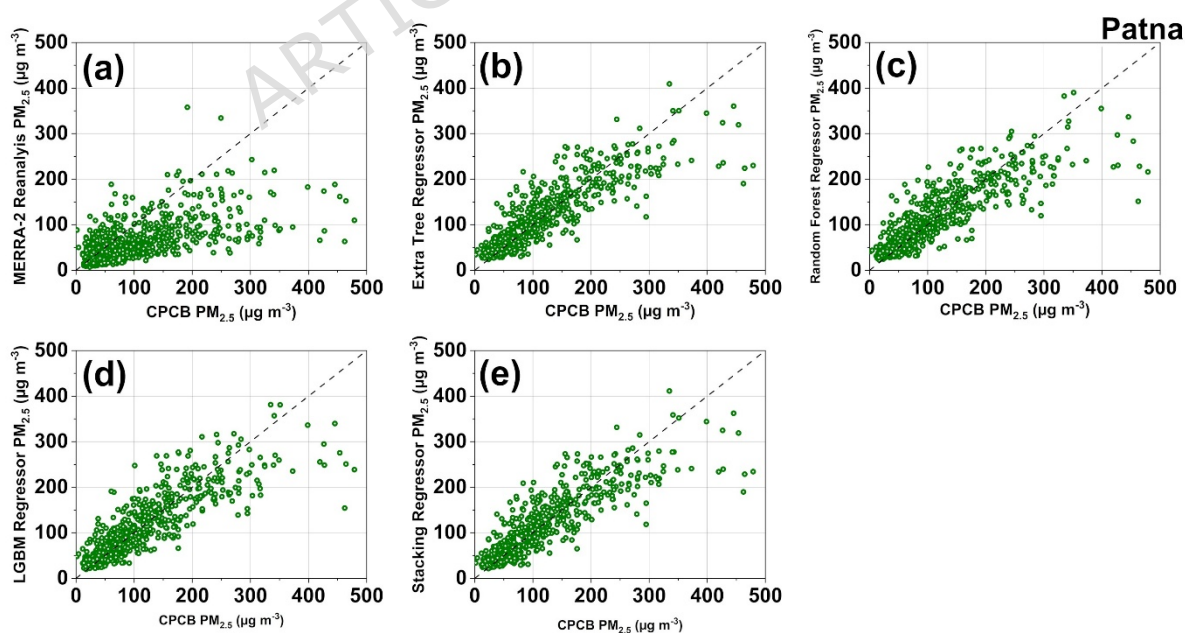 ARTIC
Patna
(a)
MERRA-2 Reanalyis PM2.5 (µg m-3)
500
400
300
200
100
0
0 100 200 300 400 500
CPCB PM2.5 (µg m-3)
(b)
Extra Tree Regressor PM2.5 (µg m-3)
500
400
300
200
100
0
0 100 200 300 400 500
CPCB PM2.5 (µg m-3)
(c)
Random Forest Regressor PM2.5 (µg m-3)
500
400
300
200
100
0
0 100 200 300 400 500
CPCB PM2.5 (µg m-3)
(d)
LGBM Regressor PM2.5 (µg m-3)
500
400
300
200
100
0
0 100 200 300 400 500
CPCB PM2.5 (µg m-3)
(e)
Stacking Regressor PM2.5 (µg m-3)
500
400
300
200
100
0
0 100 200 300 400 500
CPCB PM2.5 (µg m-3)